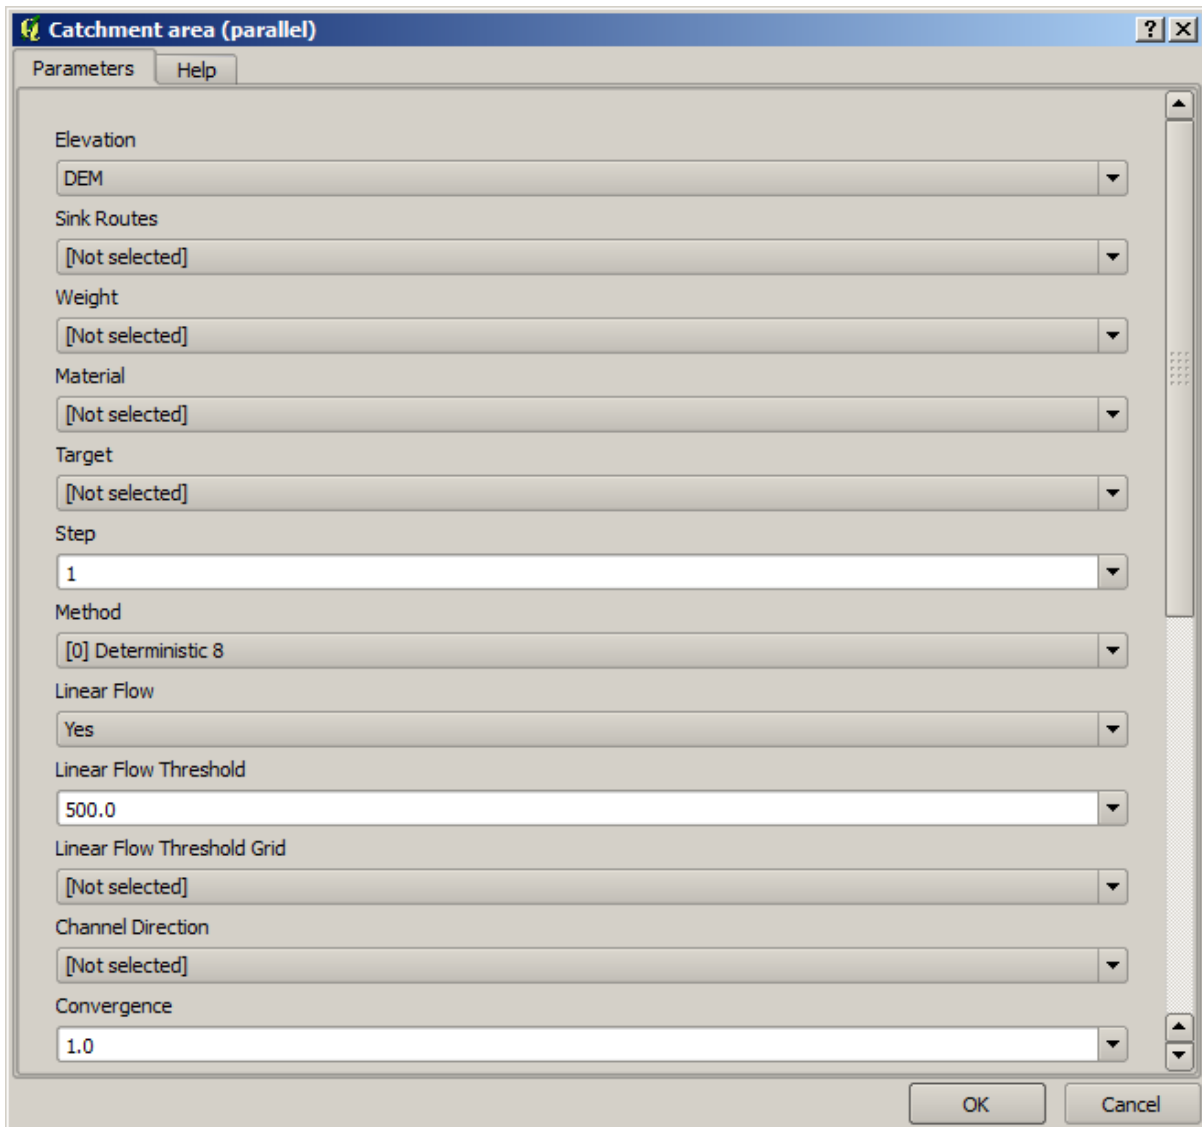 Catchment area (parallel)
Parameters Help
Elevation
DEM
Sink Routes
[Not selected]
Weight
[Not selected]
Material
[Not selected]
Target
[Not selected]
Step
1
Method
[0] Deterministic 8
Linear Flow
Yes
Linear Flow Threshold
500.0
Linear Flow Threshold Grid
[Not selected]
Channel Direction
[Not selected]
Convergence
1.0
OK Cancel